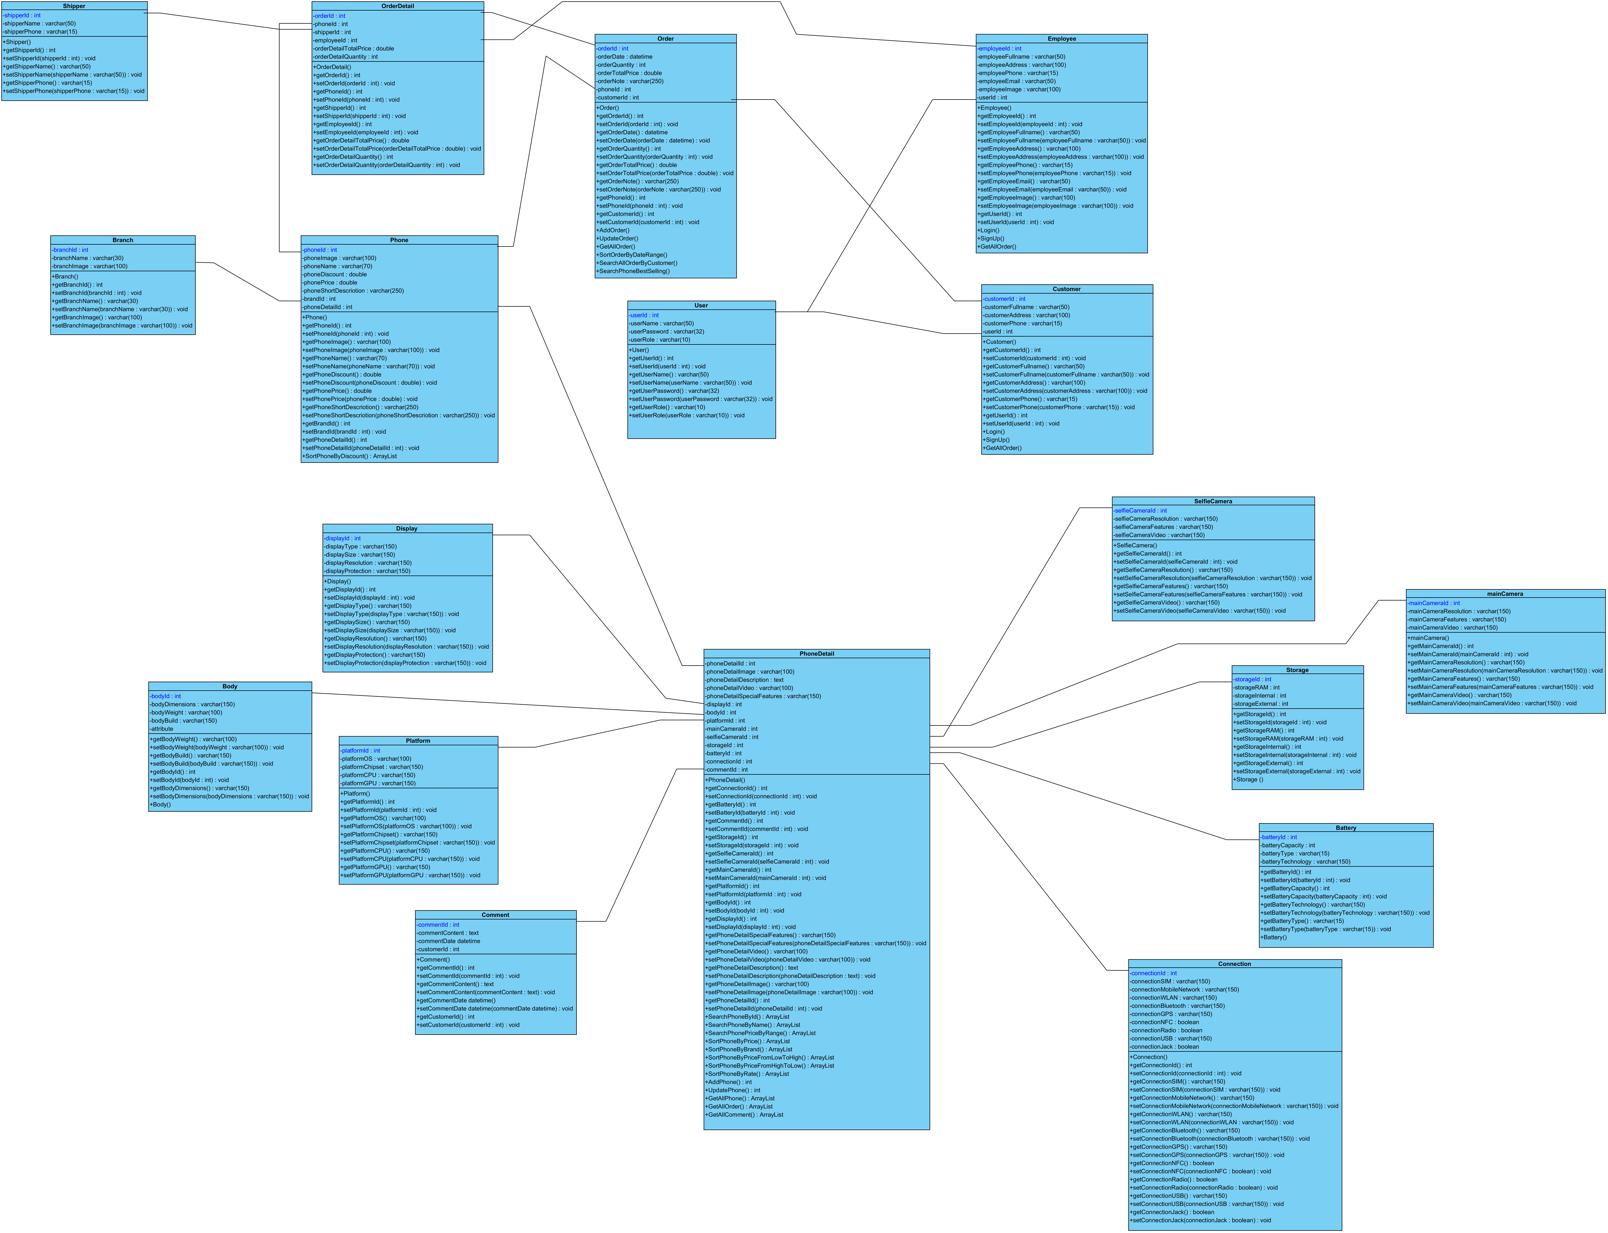 Shipper
-shipperId : int
-shipperName : varchar(50)
-shipperPhone : varchar(15)
+Shipper()
+getShipperId() : int
+setShipperId(shipperId : int) : void
+getShipperName() : varchar(50)
+setShipperName(shipperName : varchar(50)) : void
+getShipperPhone() : varchar(15)
+setShipperPhone(shipperPhone : varchar(15)) : void
OrderDetail
-orderId : int
-phoneId : int
-shipperId : int
-employeeId : int
-orderDetailTotalPrice : double
-orderDetailQuantity : int
+OrderDetail()
+getOrderId() : int
+setOrderId(orderId : int) : void
+getPhoneId() : int
+setPhoneId(phoneId : int) : void
+getShipperId() : int
+setShipperId(shipperId : int) : void
+getEmployeeId() : int
+setEmployeeId(employeeId : int) : void
+getOrderDetailTotalPrice() : double
+setOrderDetailTotalPrice(orderDetailTotalPrice : double) : void
+getOrderDetailQuantity() : int
+setOrderDetailQuantity(orderDetailQuantity : int) : void
Order
-orderId : int
-orderDate : datetime
-orderQuantity : int
-orderTotalPrice : double
-orderNote : varchar(250)
-phoneId : int
-customerId : int
+Order()
+getOrderId() : int
+setOrderId(orderId : int) : void
+getOrderDate() : datetime
+setOrderDate(orderDate : datetime) : void
+getOrderQuantity() : int
+setOrderQuantity(orderQuantity : int) : void
+getOrderTotalPrice() : double
+setOrderTotalPrice(orderTotalPrice : double) : void
+getOrderNote() : varchar(250)
+setOrderNote(orderNote : varchar(250)) : void
+getPhoneId() : int
+setPhoneId(phoneId : int) : void
+getCustomerId() : int
+setCustomerId(customerId : int) : void
+AddOrder()
+UpdateOrder()
+GetAllOrder()
+SortOrderByDateRange()
+SearchAllOrderByCustomer()
+SearchPhoneBestSelling()
Employee
-employeeId : int
-employeeFullname : varchar(50)
-employeeAddress : varchar(100)
-employeePhone : varchar(15)
-employeeEmail : varchar(50)
-employeeImage : varchar(100)
-userId : int
+Employee()
+getEmployeeId() : int
+setEmployeeId(employeeId : int) : void
+getEmployeeFullname() : varchar(50)
+setEmployeeFullname(employeeFullname : varchar(50)) : void
+getEmployeeAddress() : varchar(100)
+setEmployeeAddress(employeeAddress : varchar(100)) : void
+getEmployeePhone() : varchar(15)
+setEmployeePhone(employeePhone : varchar(15)) : void
+getEmployeeEmail() : varchar(50)
+setEmployeeEmail(employeeEmail : varchar(50)) : void
+getEmployeeImage() : varchar(100)
+setEmployeeImage(employeeImage : varchar(100)) : void
+getUserId() : int
+setUserId(userId : int) : void
+Login()
+SignUp()
+GetAllOrder()
Branch
-branchId : int
-branchName : varchar(30)
-branchImage : varchar(100)
+Branch()
+getBranchId() : int
+setBranchId(branchId : int) : void
+getBranchName() : varchar(30)
+setBranchName(branchName : varchar(30)) : void
+getBranchImage() : varchar(100)
+setBranchImage(branchImage : varchar(100)) : void
Phone
-phoneId : int
-phoneImage : varchar(100)
-phoneName : varchar(70)
-phoneDiscount : double
-phonePrice : double
-phoneShortDescriotion : varchar(250)
-brandId : int
-phoneDetailId : int
+Phone()
+getPhoneId() : int
+setPhoneId(phoneId : int) : void
+getPhoneImage() : varchar(100)
+setPhoneImage(phoneImage : varchar(100)) : void
+getPhoneName() : varchar(70)
+setPhoneName(phoneName : varchar(70)) : void
+getPhoneDiscount() : double
+setPhoneDiscount(phoneDiscount : double) : void
+getPhonePrice() : double
+setPhonePrice(phonePrice : double) : void
+getPhoneShortDescriotion() : varchar(250)
+setPhoneShortDescriotion(phoneShortDescriotion : varchar(250)) : void
+getBrandId() : int
+setBrandId(brandId : int) : void
+getPhoneDetailId() : int
+setPhoneDetailId(phoneDetailId : int) : void
+SortPhoneByDiscount() : ArrayList
User
-userId : int
-userName : varchar(50)
-userPassword : varchar(32)
-userRole : varchar(10)
+User()
+getUserId() : int
+setUserId(userId : int) : void
+getUserName() : varchar(50)
+setUserName(userName : varchar(50)) : void
+getUserPassword() : varchar(32)
+setUserPassword(userPassword : varchar(32)) : void
+getUserRole() : varchar(10)
+setUserRole(userRole : varchar(10)) : void
Customer
-customerId : int
-customerFullname : varchar(50)
-customerAddress : varchar(100)
-customerPhone : varchar(15)
-userId : int
+Customer()
+getCustomerId() : int
+setCustomerId(customerId : int) : void
+getCustomerFullname() : varchar(50)
+setCustomerFullname(customerFullname : varchar(50)) : void
+getCustomerAddress() : varchar(100)
+setCustomerAddress(customerAddress : varchar(100)) : void
+getCustomerPhone() : varchar(15)
+setCustomerPhone(customerPhone : varchar(15)) : void
+getUserId() : int
+setUserId(userId : int) : void
+Login()
+SignUp()
+GetAllOrder()
Display
-displayId : int
-displayType : varchar(150)
-displaySize : varchar(150)
-displayResolution : varchar(150)
-displayProtection : varchar(150)
+Display()
+getDisplayId() : int
+setDisplayId(displayId : int) : void
+getDisplayType() : varchar(150)
+setDisplayType(displayType : varchar(150)) : void
+getDisplaySize() : varchar(150)
+setDisplaySize(displaySize : varchar(150)) : void
+getDisplayResolution() : varchar(150)
+setDisplayResolution(displayResolution : varchar(150)) : void
+getDisplayProtection() : varchar(150)
+setDisplayProtection(displayProtection : varchar(150)) : void
SelfieCamera
-selfieCameraId : int
-selfieCameraResolution : varchar(150)
-selfieCameraFeatures : varchar(150)
-selfieCameraVideo : varchar(150)
+SelfieCamera()
+getSelfieCameraId() : int
+setSelfieCameraId(selfieCameraId : int) : void
+getSelfieCameraResolution() : varchar(150)
+setSelfieCameraResolution(selfieCameraResolution : varchar(150)) : void
+getSelfieCameraFeatures() : varchar(150)
+setSelfieCameraFeatures(selfieCameraFeatures : varchar(150)) : void
+getSelfieCameraVideo() : varchar(150)
+setSelfieCameraVideo(selfieCameraVideo : varchar(150)) : void
mainCamera
-mainCameraId : int
-mainCameraResolution : varchar(150)
-mainCameraFeatures : varchar(150)
-mainCameraVideo : varchar(150)
+mainCamera()
+getMainCameraId() : int
+setMainCameraId(mainCameraId : int) : void
+getMainCameraResolution() : varchar(150)
+setMainCameraResolution(mainCameraResolution : varchar(150)) : void
+getMainCameraFeatures() : varchar(150)
+setMainCameraFeatures(mainCameraFeatures : varchar(150)) : void
+getMainCameraVideo() : varchar(150)
+setMainCameraVideo(mainCameraVideo : varchar(150)) : void
PhoneDetail
-phoneDetailId : int
-phoneDetailImage : varchar(100)
-phoneDetailDescription : text
-phoneDetailVideo : varchar(100)
-phoneDetailSpecialFeatures : varchar(150)
-displayId : int
-bodyId : int
-platformId : int
-mainCameraId : int
-selfieCameraId : int
-storageId : int
-batteryId : int
-connectionId : int
-commentId : int
+PhoneDetail()
+getConnectionId() : int
+setConnectionId(connectionId : int) : void
+getBatteryId() : int
+setBatteryId(batteryId : int) : void
+getCommentId() : int
+setCommentId(commentId : int) : void
+getStorageId() : int
+setStorageId(storageId : int) : void
+getSelfieCameraId() : int
+setSelfieCameraId(selfieCameraId : int) : void
+getMainCameraId() : int
+setMainCameraId(mainCameraId : int) : void
+getPlatformId() : int
+setPlatformId(platformId : int) : void
+getBodyId() : int
+setBodyId(bodyId : int) : void
+getDisplayId() : int
+setDisplayId(displayId : int) : void
+getPhoneDetailSpecialFeatures() : varchar(150)
+setPhoneDetailSpecialFeatures(phoneDetailSpecialFeatures : varchar(150)) : void
+getPhoneDetailVideo() : varchar(100)
+setPhoneDetailVideo(phoneDetailVideo : varchar(100)) : void
+getPhoneDetailDescription() : text
+setPhoneDetailDescription(phoneDetailDescription : text) : void
+getPhoneDetailImage() : varchar(100)
+setPhoneDetailImage(phoneDetailImage : varchar(100)) : void
+getPhoneDetailId() : int
+setPhoneDetailId(phoneDetailId : int) : void
+SearchPhoneById() : ArrayList
+SearchPhoneByName() : ArrayList
+SearchPhonePriceByRange() : ArrayList
+SortPhoneByPrice() : ArrayList
+SortPhoneByBrand() : ArrayList
+SortPhoneByPriceFromLowToHigh() : ArrayList
+SortPhoneByPriceFromHighToLow() : ArrayList
+SortPhoneByRate() : ArrayList
+AddPhone() : int
+UpdatePhone() : int
+GetAllPhone() : ArrayList
+GetAllOrder() : ArrayList
+GetAllComment() : ArrayList
Storage
-storageId : int
-storageRAM : int
-storageInternal : int
-storageExternal : int
+getStorageId() : int
+setStorageId(storageId : int) : void
+getStorageRAM() : int
+setStorageRAM(storageRAM : int) : void
+getStorageInternal() : int
+setStorageInternal(storageInternal : int) : void
+getStorageExternal() : int
+setStorageExternal(storageExternal : int) : void
+Storage ()
Body
-bodyId : int
-bodyDimensions : varchar(150)
-bodyWeight : varchar(100)
-bodyBuild : varchar(150)
-attribute
+getBodyWeight() : varchar(100)
+setBodyWeight(bodyWeight : varchar(100)) : void
+getBodyBuild() : varchar(150)
+setBodyBuild(bodyBuild : varchar(150)) : void
+getBodyId() : int
+setBodyId(bodyId : int) : void
+getBodyDimensions() : varchar(150)
+setBodyDimensions(bodyDimensions : varchar(150)) : void
+Body()
Platform
-platformId : int
-platformOS : varchar(100)
-platformChipset : varchar(150)
-platformCPU : varchar(150)
-platformGPU : varchar(150)
+Platform()
+getPlatformId() : int
+setPlatformId(platformId : int) : void
+getPlatformOS() : varchar(100)
+setPlatformOS(platformOS : varchar(100)) : void
+getPlatformChipset() : varchar(150)
+setPlatformChipset(platformChipset : varchar(150)) : void
+getPlatformCPU() : varchar(150)
+setPlatformCPU(platformCPU : varchar(150)) : void
+getPlatformGPU() : varchar(150)
+setPlatformGPU(platformGPU : varchar(150)) : void
Battery
-batteryId : int
-batteryCapacity : int
-batteryType : varchar(15)
-batteryTechnology : varchar(150)
+getBatteryId() : int
+setBatteryId(batteryId : int) : void
+getBatteryCapacity() : int
+setBatteryCapacity(batteryCapacity : int) : void
+getBatteryTechnology() : varchar(150)
+setBatteryTechnology(batteryTechnology : varchar(150)) : void
+getBatteryType() : varchar(15)
+setBatteryType(batteryType : varchar(15)) : void
+Battery()
Comment
-commentId : int
-commentContent : text
-commentDate datetime
-customerId : int
+Comment()
+getCommentId() : int
+setCommentId(commentId : int) : void
+getCommentContent() : text
+setCommentContent(commentContent : text) : void
+getCommentDate datetime()
+setCommentDate datetime(commentDate datetime) : void
+getCustomerId() : int
+setCustomerId(customerId : int) : void
Connection
-connectionId : int
-connectionSIM : varchar(150)
-connectionMobileNetwork : varchar(150)
-connectionWLAN : varchar(150)
-connectionBluetooth : varchar(150)
-connectionGPS : varchar(150)
-connectionNFC : boolean
-connectionRadio : boolean
-connectionUSB : varchar(150)
-connectionJack : boolean
+Connection()
+getConnectionId() : int
+setConnectionId(connectionId : int) : void
+getConnectionSIM() : varchar(150)
+setConnectionSIM(connectionSIM : varchar(150)) : void
+getConnectionMobileNetwork() : varchar(150)
+setConnectionMobileNetwork(connectionMobileNetwork : varchar(150)) : void
+getConnectionWLAN() : varchar(150)
+setConnectionWLAN(connectionWLAN : varchar(150)) : void
+getConnectionBluetooth() : varchar(150)
+setConnectionBluetooth(connectionBluetooth : varchar(150)) : void
+getConnectionGPS() : varchar(150)
+setConnectionGPS(connectionGPS : varchar(150)) : void
+getConnectionNFC() : boolean
+setConnectionNFC(connectionNFC : boolean) : void
+getConnectionRadio() : boolean
+setConnectionRadio(connectionRadio : boolean) : void
+getConnectionUSB() : varchar(150)
+setConnectionUSB(connectionUSB : varchar(150)) : void
+getConnectionJack() : boolean
+setConnectionJack(connectionJack : boolean) : void